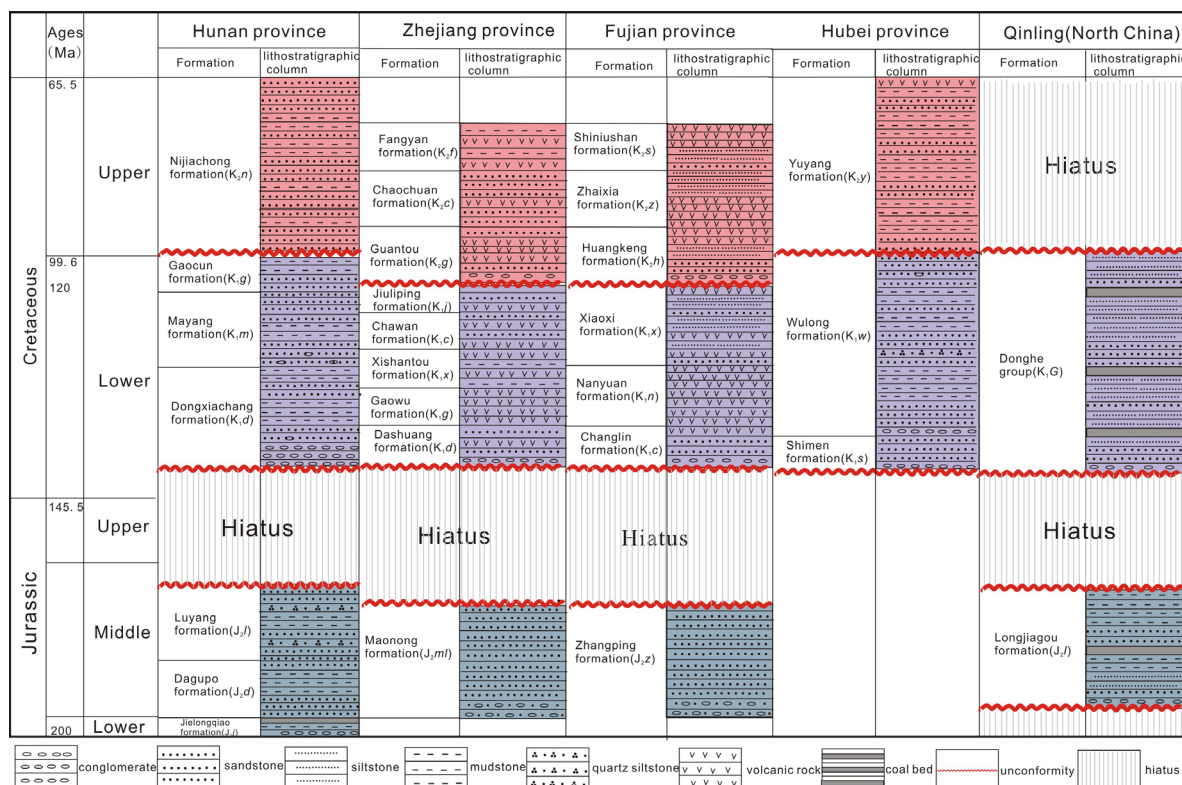 Ages
(Ma)
Hunan province
Zhejiang province
Fujian province
Hubei province
Qinling(North China)
Formation
lithostratigraphic
column
Formation
lithostratigraphic
column
Formation
lithostratigraphic
column
Formation
lithostratigraphic
column
Formation
lithostratigraphic
column
Cretaceous
65.5
Upper
99.6
120
Lower
Jurassic
145.5
Upper
Middle
200
Lower
Nijiachong
formation(K₂n)
Gaocun
formation(K₁g)
Mayang
formation(K₁m)
Dongxiachang
formation(K₁d)
Hiatus
Luyang
formation(J₂l)
Dagupo
formation(J₂d)
Jielongqiao
formation(J₁j)
Fangyan
formation(K₂f)
Chaochuan
formation(K₂c)
Guantou
formation(K₂g)
Jiuliping
formation(K₁j)
Chawan
formation(K₁c)
Xishantou
formation(K₁x)
Gaowu
formation(K₁g)
Dashuang
formation(K₁d)
Hiatus
Maonong
formation(J₂ml)
Shiniushan
formation(K₂s)
Zhaixia
formation(K₂z)
Huangkeng
formation(K₂h)
Xiaoxi
formation(K₁x)
Nanyuan
formation(K₁n)
Changlin
formation(K₁c)
Hiatus
Zhangping
formation(J₂z)
Yuyang
formation(K₂y)
Wulong
formation(K₁w)
Shimen
formation(K₁s)
Hiatus
Donghe
group(K₁G)
Hiatus
Longjiagou
formation(J₂l)
conglomerate
sandstone
siltstone
mudstone
quartz siltstone
volcanic rock
coal bed
unconformity
hiatus